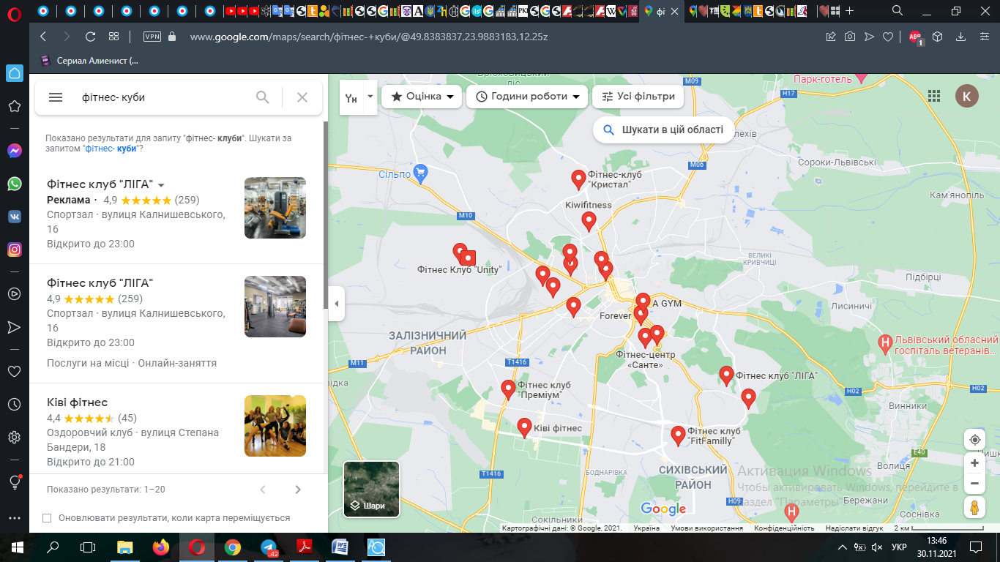 VPN
www.google.com/maps/search/фітнес-+куби/@49.8383837,23.9883183,12.25z
ABP
1
Сериал Алиенист (...
фітнес- куби
Показано результати для запиту "фітнес- клуби". Шукати за
запитом "фітнес- куби"?
Фітнес клуб "ЛІГА"
Реклама · 4,9 (259)
Спортзал · вулиця Калнишевського,
16
Відкрито до 23:00
Фітнес клуб "ЛІГА"
4,9 (259)
Спортзал · вулиця Калнишевського,
16
Відкрито до 23:00
Послуги на місці · Онлайн-заняття
Ківі фітнес
4,4 (45)
Оздоровчий клуб · вулиця Степана
Бандери, 18
Відкрито до 21:00
Показано результати: 1–20
Оновлювати результати, коли карта переміщується
Оцінка
Години роботи
Усі фільтри
K
Шукати в цій області
Брюховицький
ліс
M09
Парк-готель
H17
Сороки-Львівські
M06
Сільпо
Фітнес-клуб
"Кристал"
Кам'янопіль
Kiwifitness
M10
ВЕЛИКІ
КРИВЧИЦІ
Фітнес Клуб "Unity"
Підбірці
A GYM
Лисиничі
Forever
ЗАЛІЗНИЧНИЙ
РАЙОН
Львівський обласний
госпіталь ветеранів...
Фітнес-центр
«Санте»
M11
T1416
Фітнес клуб "ЛІГА"
Фітнес клуб
"Преміум"
H02
H02
Винники
Ківі фітнес
Фітнес клуб
"FitFamilly"
E40
СИХІВСЬКИЙ
РАЙОН
БОДНАРІВКА
T1416
Волиця
Активация Windows
Чтобы активировать Windows, перейдите в
раздел "Параметры".
H09
Бережани
Соснівка
Сокільники
Шари
Google
Картографічні дані: © Google, 2021. Україна Умови використання Конфіденційність Надіслати відгук 2 км
42
УКР
13:46
30.11.2021